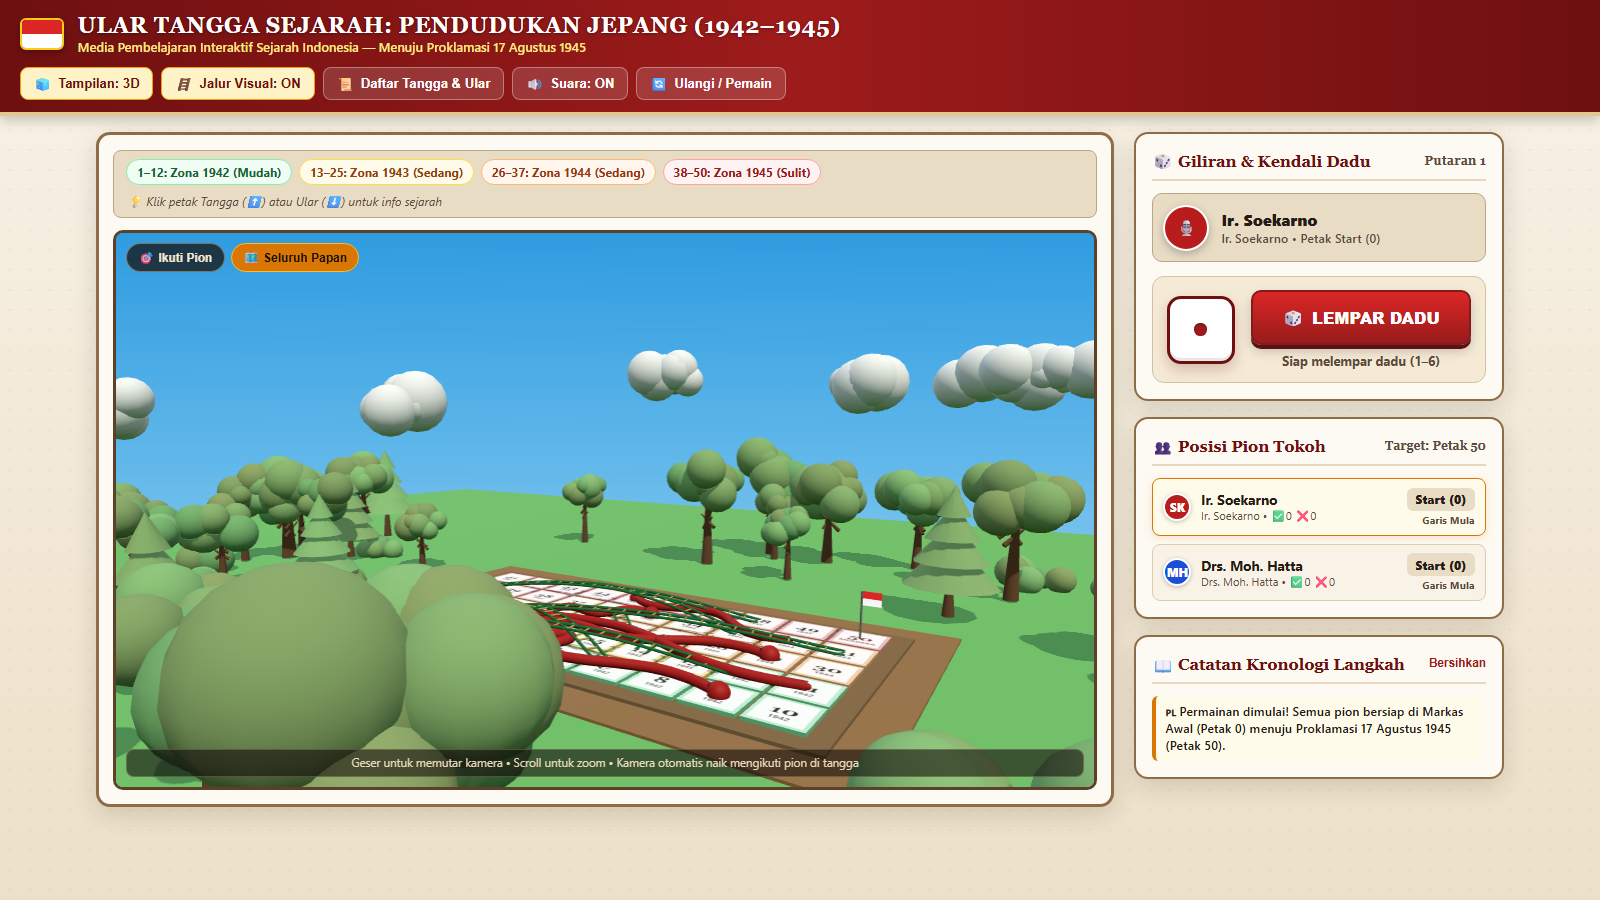 ULAR TANGGA SEJARAH: PENDUDUKAN JEPANG (1942–1945)
Media Pembelajaran Interaktif Sejarah Indonesia — Menuju Proklamasi 17 Agustus 1945
Tampilan: 3D
Jalur Visual: ON
Daftar Tangga & Ular
Suara: ON
Ulangi / Pemain
1–12: Zona 1942 (Mudah)
13–25: Zona 1943 (Sedang)
26–37: Zona 1944 (Sedang)
38–50: Zona 1945 (Sulit)
Klik petak Tangga (⬆️) atau Ular (⬇️) untuk info sejarah
Ikuti Pion
Seluruh Papan
8
1942
10
1942
30
50
Geser untuk memutar kamera • Scroll untuk zoom • Kamera otomatis naik mengikuti pion di tangga
Giliran & Kendali Dadu
Putaran 1
Ir. Soekarno
Ir. Soekarno • Petak Start (0)
LEMPAR DADU
Siap melempar dadu (1–6)
Posisi Pion Tokoh
Target: Petak 50
SK
Ir. Soekarno
Ir. Soekarno • ✅0 ❌0
Start (0)
Garis Mula
MH
Drs. Moh. Hatta
Drs. Moh. Hatta • ✅0 ❌0
Start (0)
Garis Mula
Catatan Kronologi Langkah
Bersihkan
PL Permainan dimulai! Semua pion bersiap di Markas
Awal (Petak 0) menuju Proklamasi 17 Agustus 1945
(Petak 50).